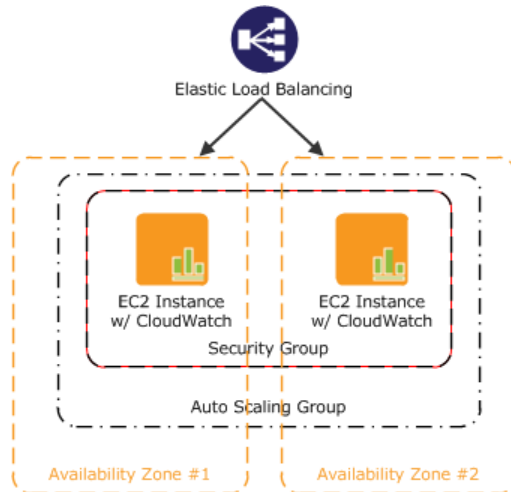 Elastic Load Balancing
EC2 Instance
w/ CloudWatch
EC2 Instance
w/ CloudWatch
Security Group
Auto Scaling Group
Availability Zone #1
Availability Zone #2